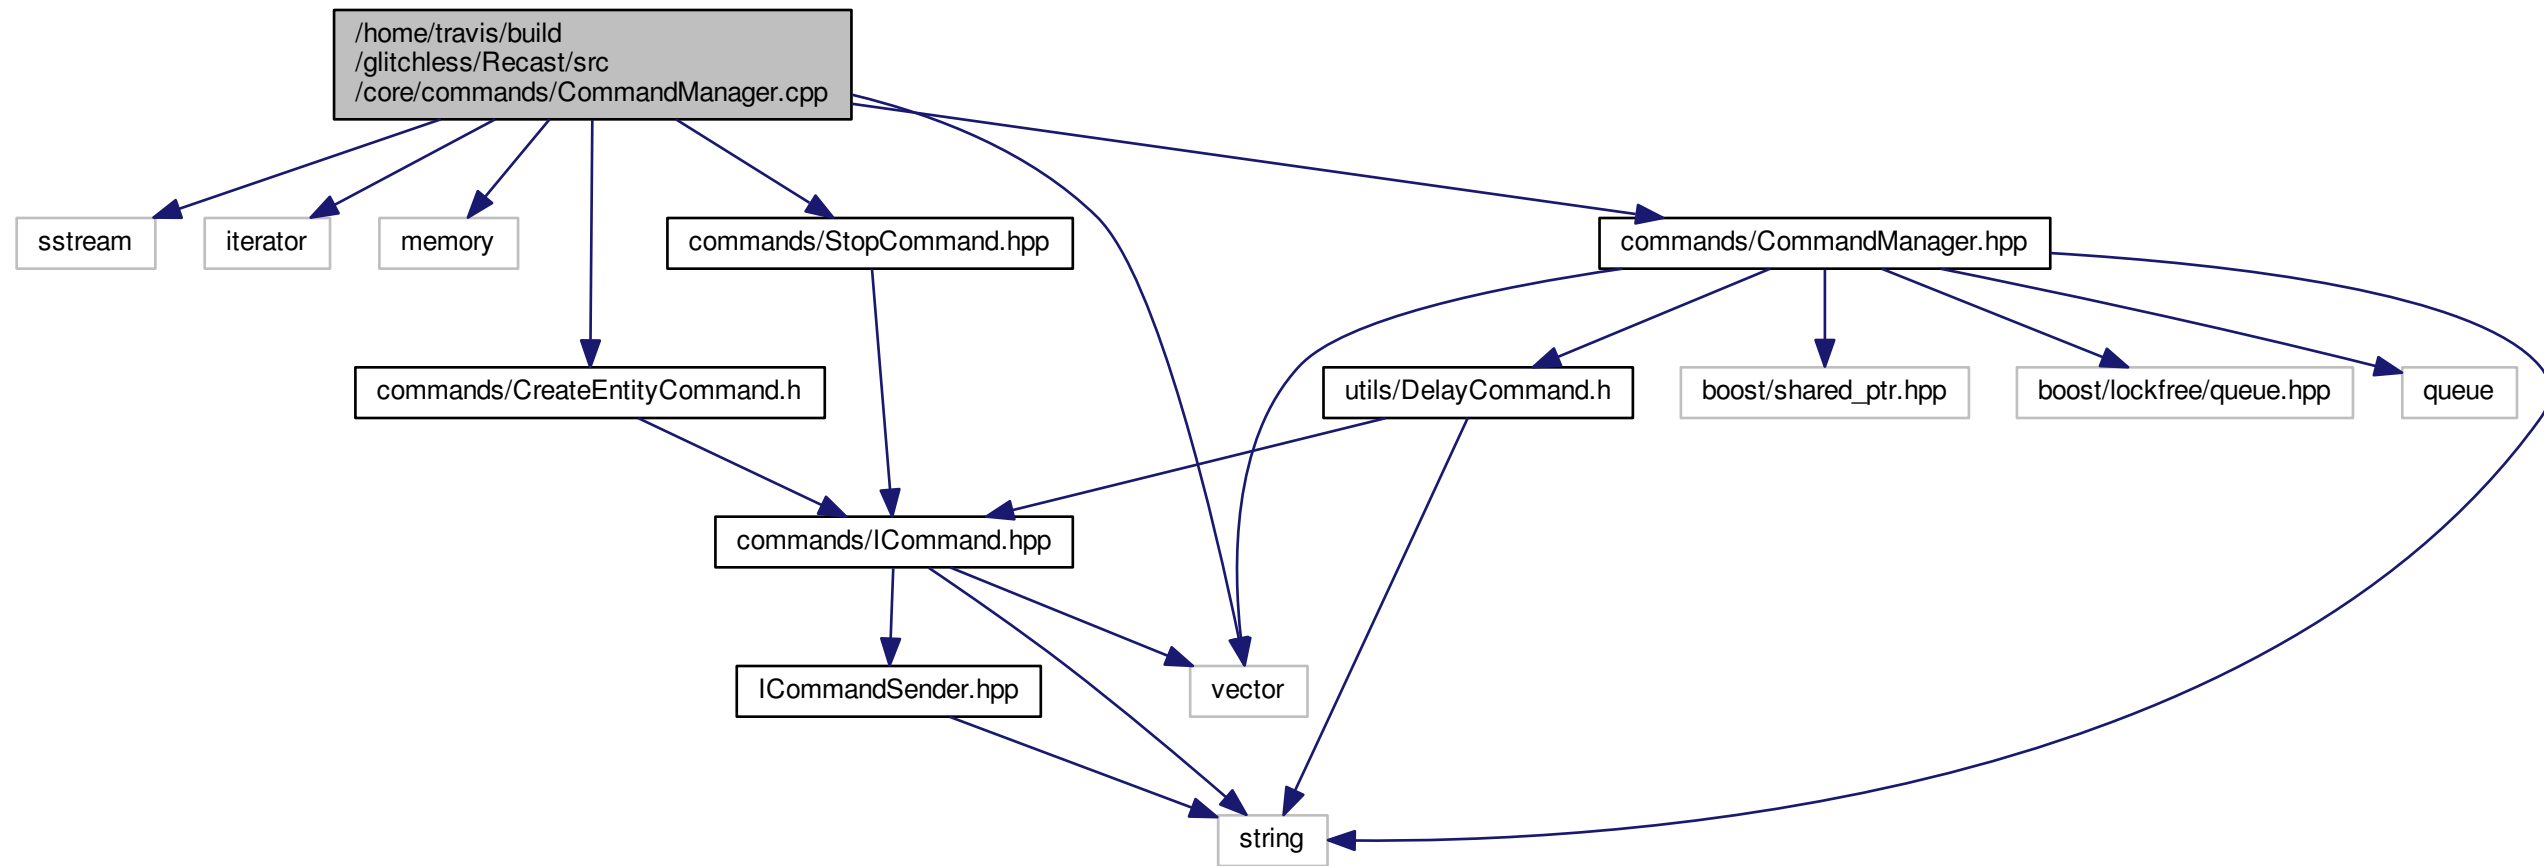 /home/travis/build
/glitchless/Recast/src
/core/commands/CommandManager.cpp
sstream
iterator
memory
commands/StopCommand.hpp
commands/CommandManager.hpp
commands/CreateEntityCommand.h
utils/DelayCommand.h
boost/shared_ptr.hpp
boost/lockfree/queue.hpp
queue
commands/ICommand.hpp
ICommandSender.hpp
vector
string